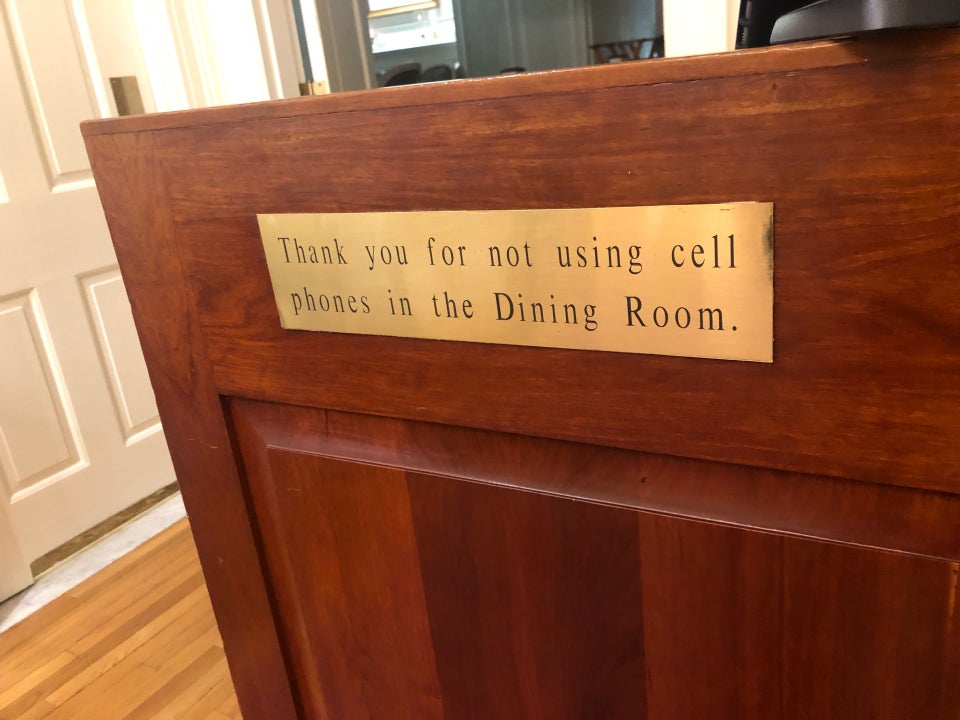 Thank you for not using cell
phones in the Dining Room.